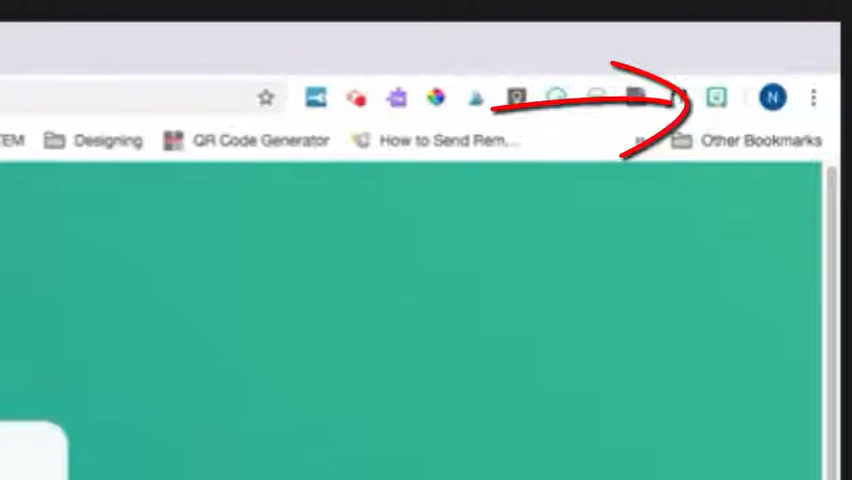 N
EM Designing QR Code Generator How to Send Rem... » Other Bookmarks